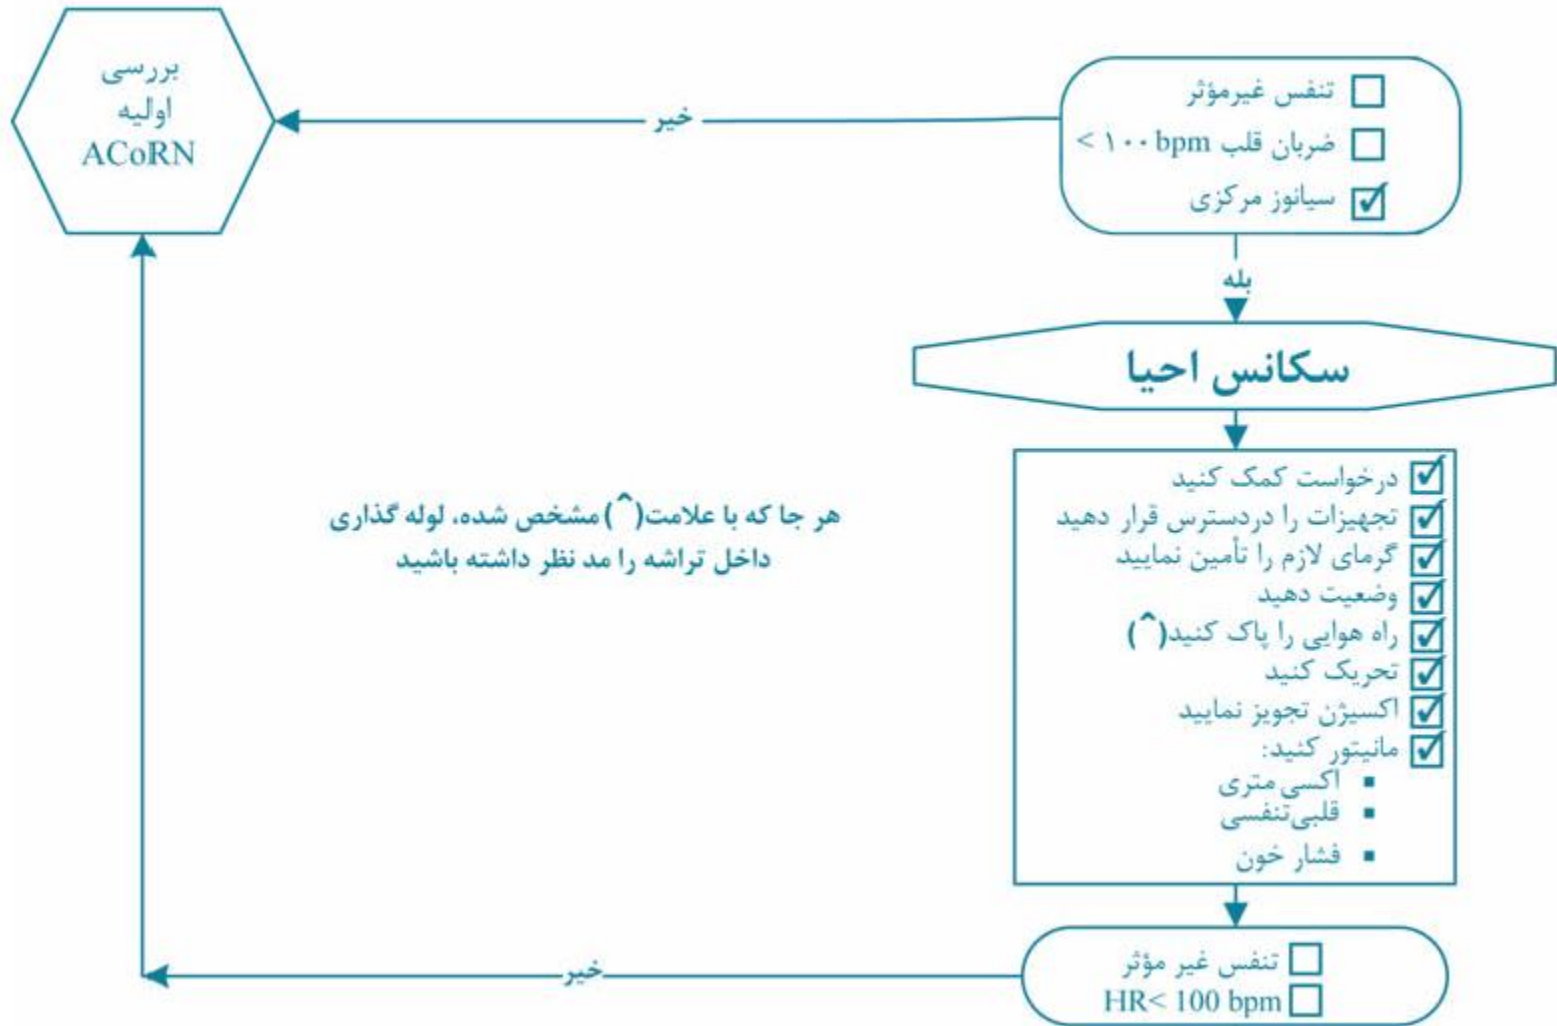 تنفس غیرمؤثر
ضربان قلب ۱۰۰ bpm >
سیانوز مرکزی
خیر
بررسی
اولیه
ACoRN
بله
سکانس احیا
درخواست کمک کنید
تجهیزات را دردسترس قرار دهید
گرمای لازم را تأمین نمایید
وضعیت دهید
راه هوایی را پاک کنید(^)
تحریک کنید
اکسیژن تجویز نمایید
مانیتور کنید:
▪ اکسی متری
▪ قلبی‌تنفسی
▪ فشار خون
هر جا که با علامت(^)مشخص شده، لوله گذاری
داخل تراشه را مد نظر داشته باشید
تنفس غیر مؤثر
HR< 100 bpm
خیر